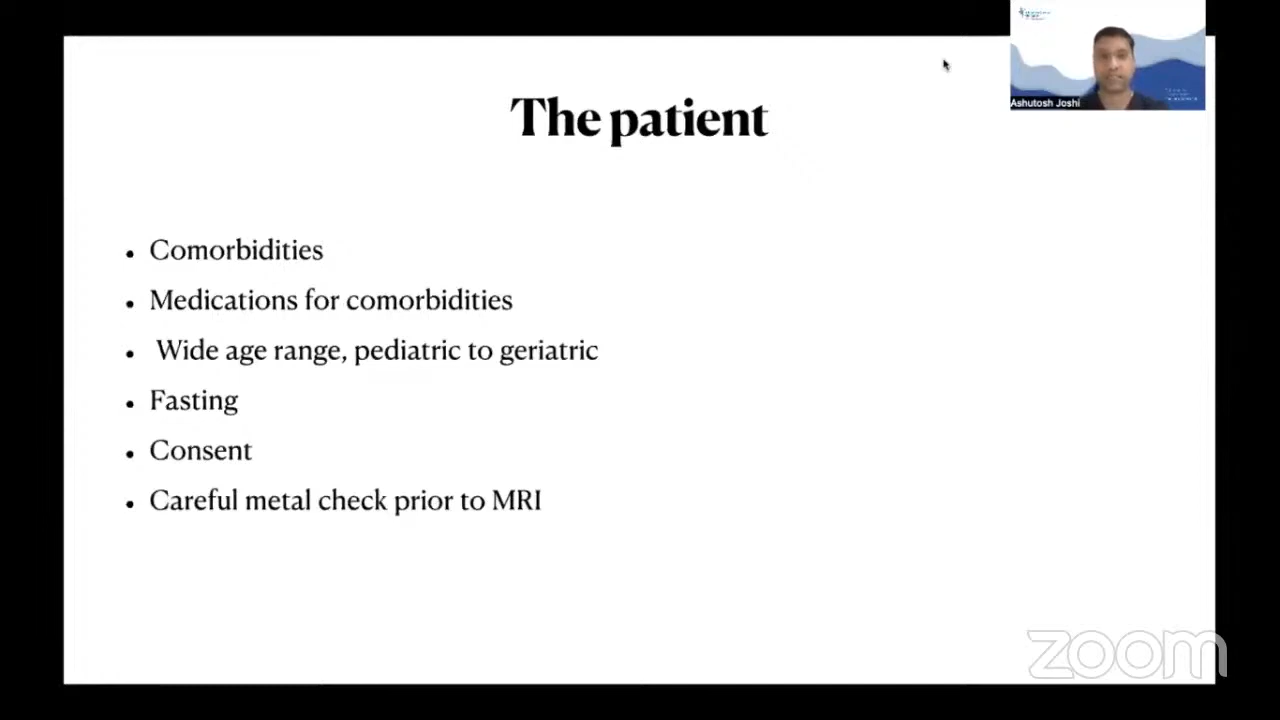 The patient
Ashutosh Joshi
• Comorbidities
• Medications for comorbidities
• Wide age range, pediatric to geriatric
• Fasting
• Consent
• Careful metal check prior to MRI
zoom